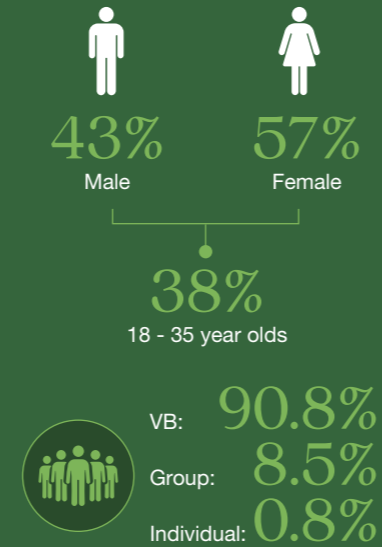 43% 57%
Male Female
38%
18 - 35 year olds
VB: 90.8%
Group: 8.5%
Individual: 0.8%